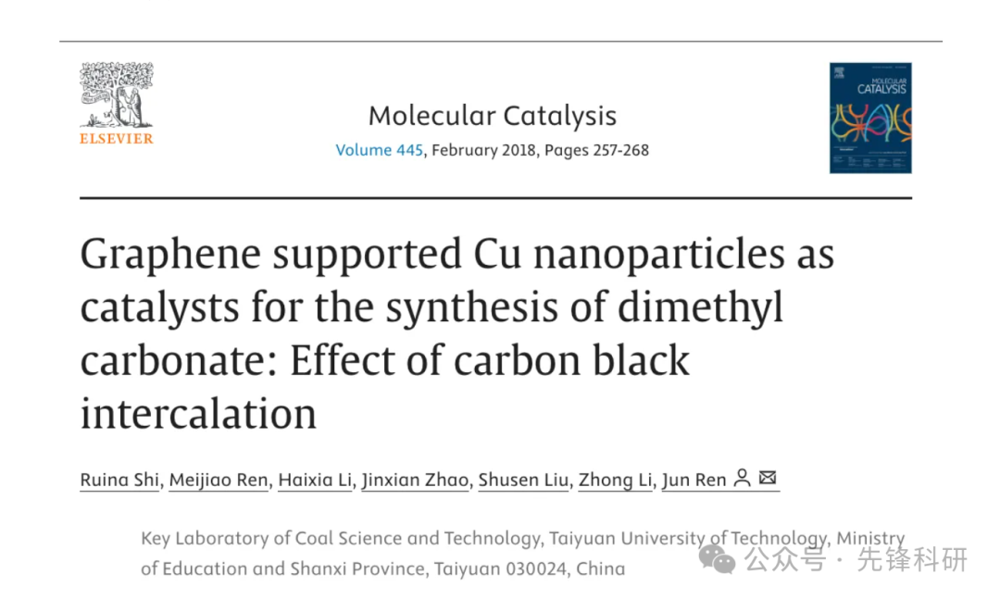 ELSEVIER
Molecular Catalysis
Volume 445, February 2018, Pages 257-268
MOLECULAR
CATALYSIS
Graphene supported Cu nanoparticles as
catalysts for the synthesis of dimethyl
carbonate: Effect of carbon black
intercalation
Ruina Shi, Meijiao Ren, Haixia Li, Jinxian Zhao, Shusen Liu, Zhong Li, Jun Ren
Key Laboratory of Coal Science and Technology, Taiyuan University of Technology, Ministry
of Education and Shanxi Province, Taiyuan 030024, China
公众号 · 先锋科研